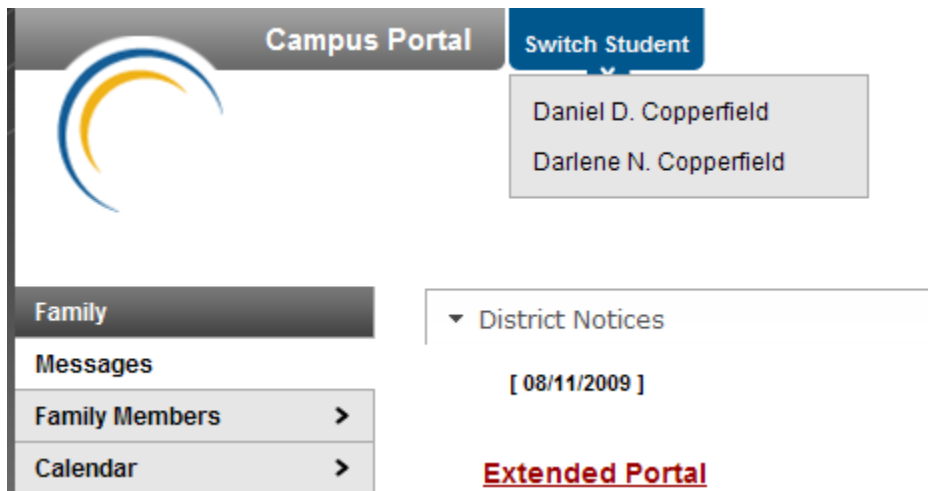 Campus Portal
Switch Student
Daniel D. Copperfield
Darlene N. Copperfield
Family
Messages
Family Members
Calendar
District Notices
[ 08/11/2009 ]
Extended Portal